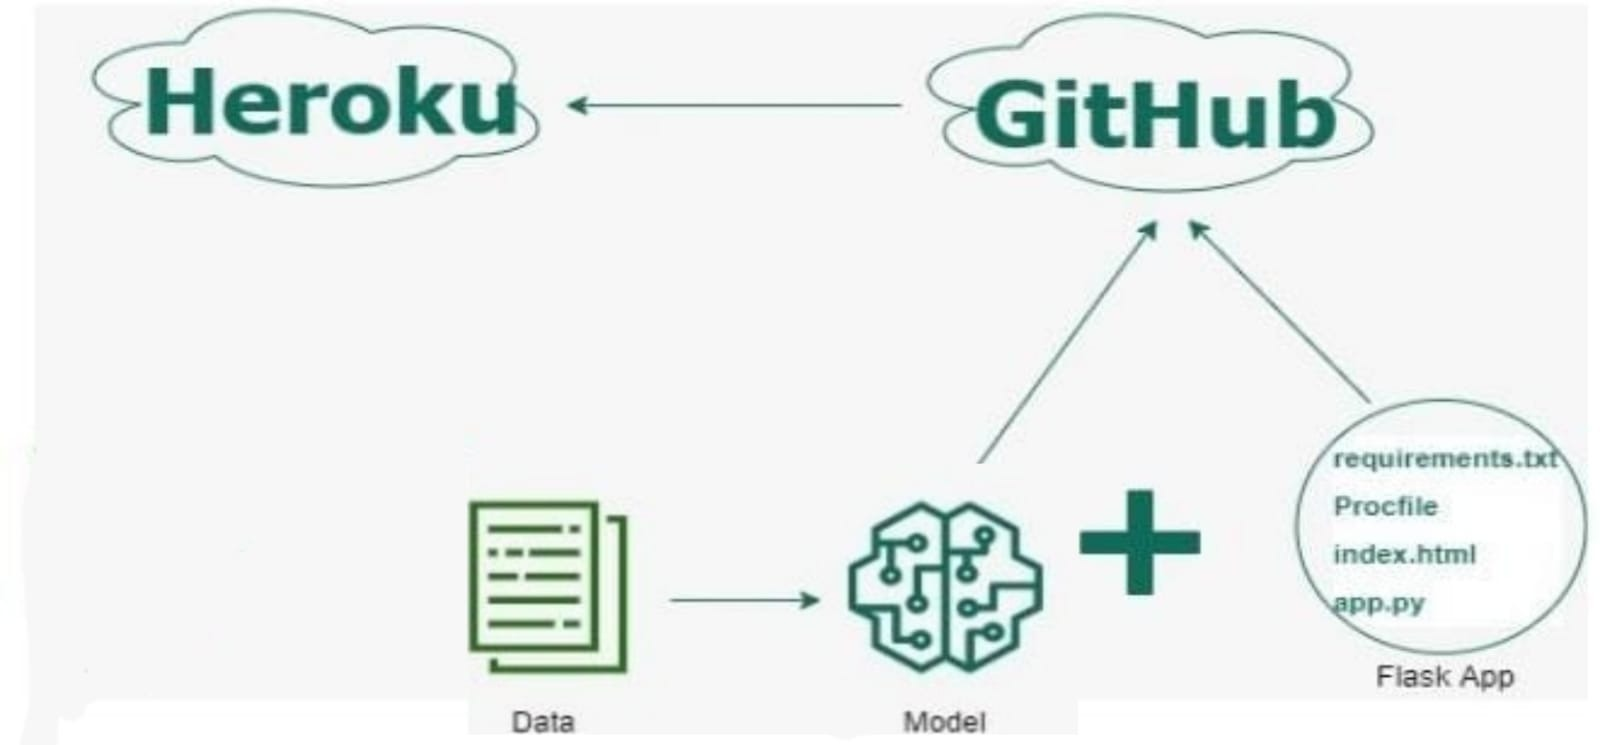 Heroku
GitHub
requirements.txt
Procfile
index.html
app.py
Flask App
Data
Model